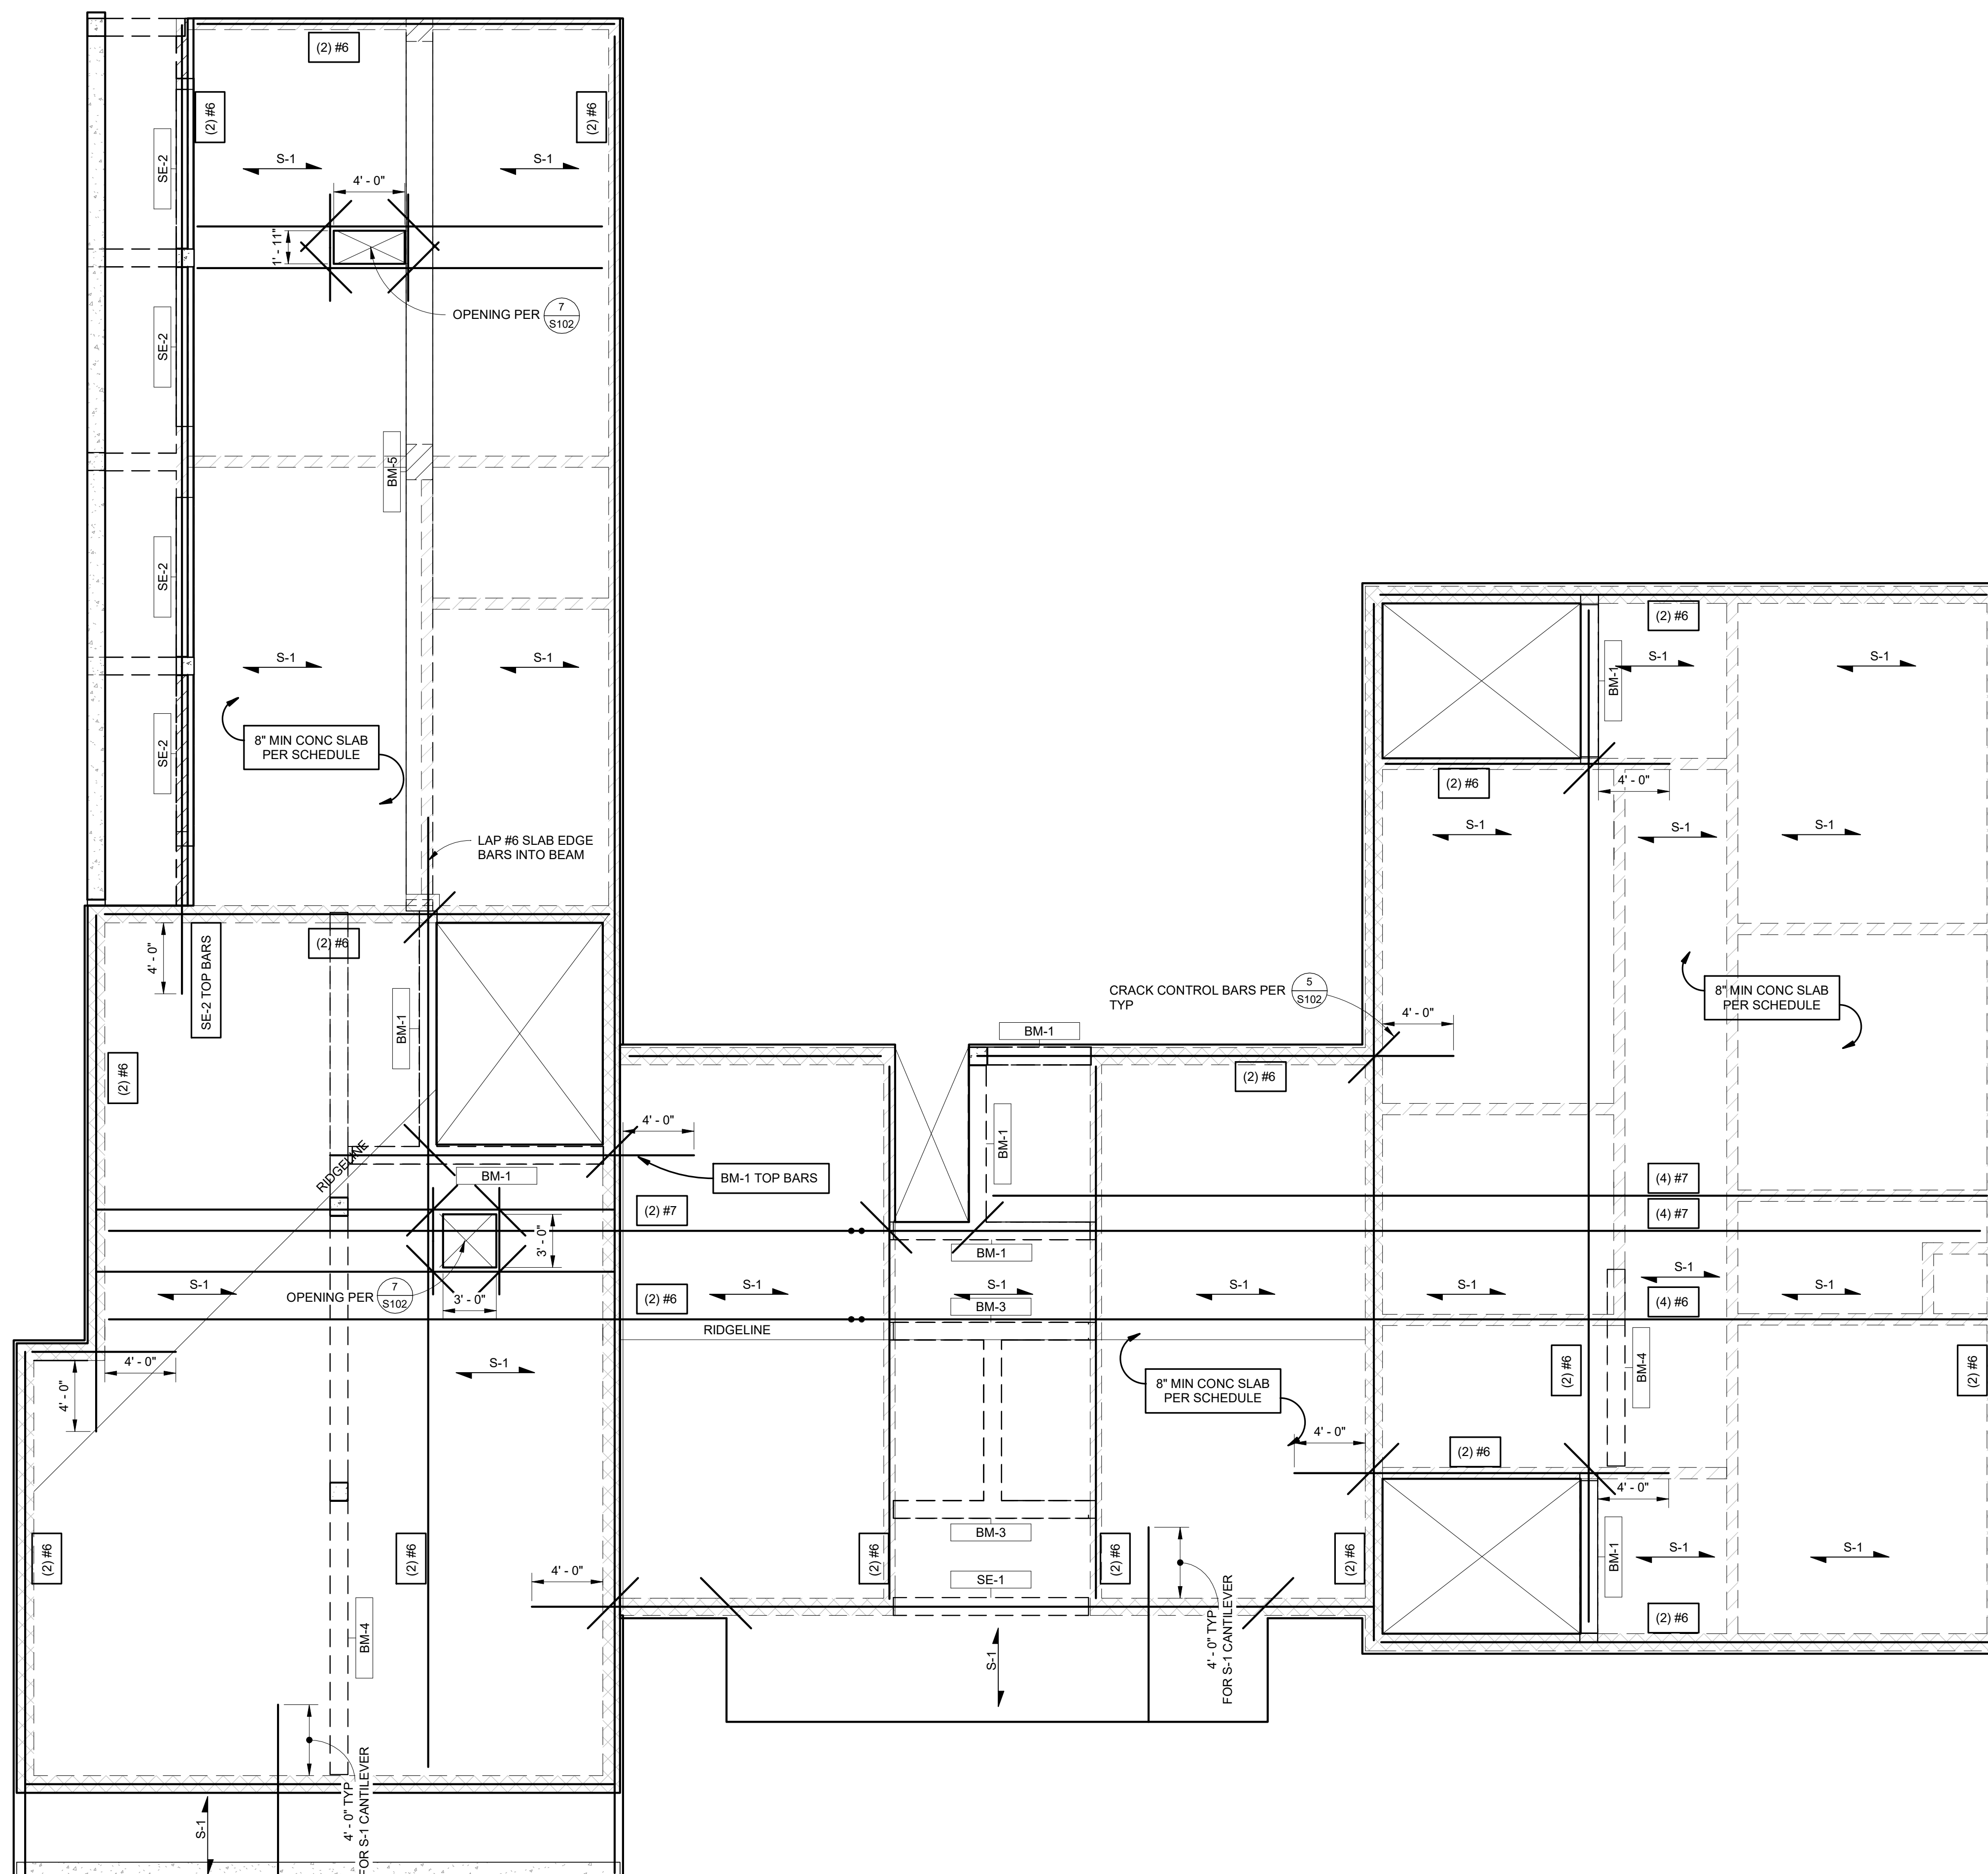 (2) #6
(2) #6
(2) #6
SE-2
S-1
S-1
4' - 0"
1' - 11"
OPENING PER
7
S102
SE-2
BM-5
SE-2
(2) #6
BM-1
S-1
S-1
S-1
S-1
SE-2
8" MIN CONC SLAB
PER SCHEDULE
(2) #6
4' - 0"
LAP #6 SLAB EDGE
BARS INTO BEAM
S-1
S-1
S-1
(2) #6
4' - 0"
SE-2 TOP BARS
BM-1
CRACK CONTROL BARS PER
TYP
5
S102
4' - 0"
8" MIN CONC SLAB
PER SCHEDULE
BM-1
(2) #6
(2) #6
4' - 0"
BM-1
RIDGELINE
BM-1
BM-1 TOP BARS
(4) #7
(2) #7
(4) #7
3' - 0"
BM-1
S-1
OPENING PER
7
S102
3' - 0"
(2) #6
S-1
S-1
BM-3
S-1
S-1
S-1
(4) #6
S-1
RIDGELINE
4' - 0"
4' - 0"
S-1
8" MIN CONC SLAB
PER SCHEDULE
(2) #6
BM-4
(2) #6
4' - 0"
(2) #6
4' - 0"
(2) #6
(2) #6
BM-3
(2) #6
(2) #6
(2) #6
BM-1
S-1
S-1
4' - 0"
SE-1
4' - 0" TYP
FOR S-1 CANTILEVER
(2) #6
BM-4
S-1
4' - 0" TYP
FOR S-1 CANTILEVER
S-1